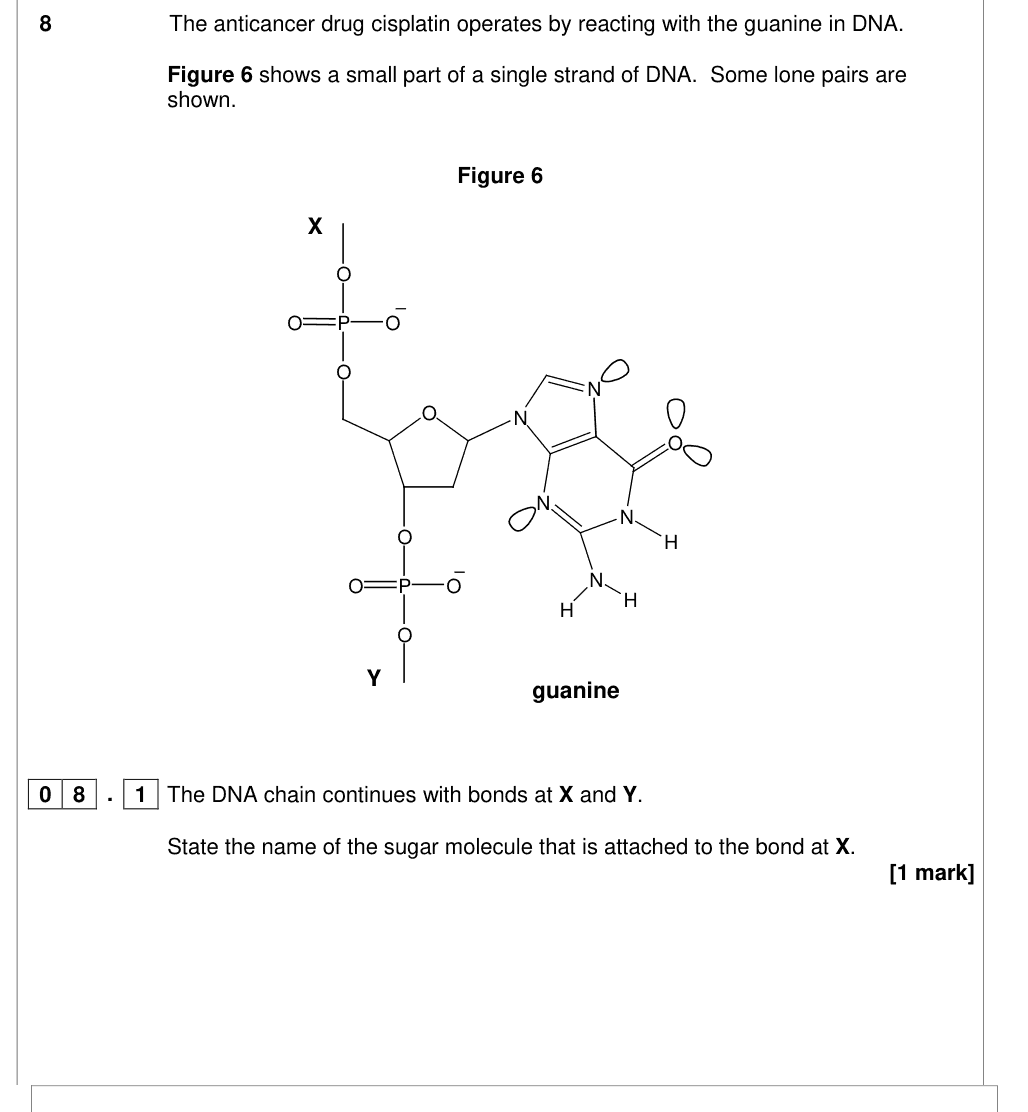 8 The anticancer drug cisplatin operates by reacting with the guanine in DNA.
Figure 6 shows a small part of a single strand of DNA. Some lone pairs are
shown.
Figure 6
X
O
O P O –
O
O N N
O
N N
H
O N
H H
O P O –
O
Y
guanine
0 8 . 1 The DNA chain continues with bonds at X and Y.
State the name of the sugar molecule that is attached to the bond at X.
[1 mark]